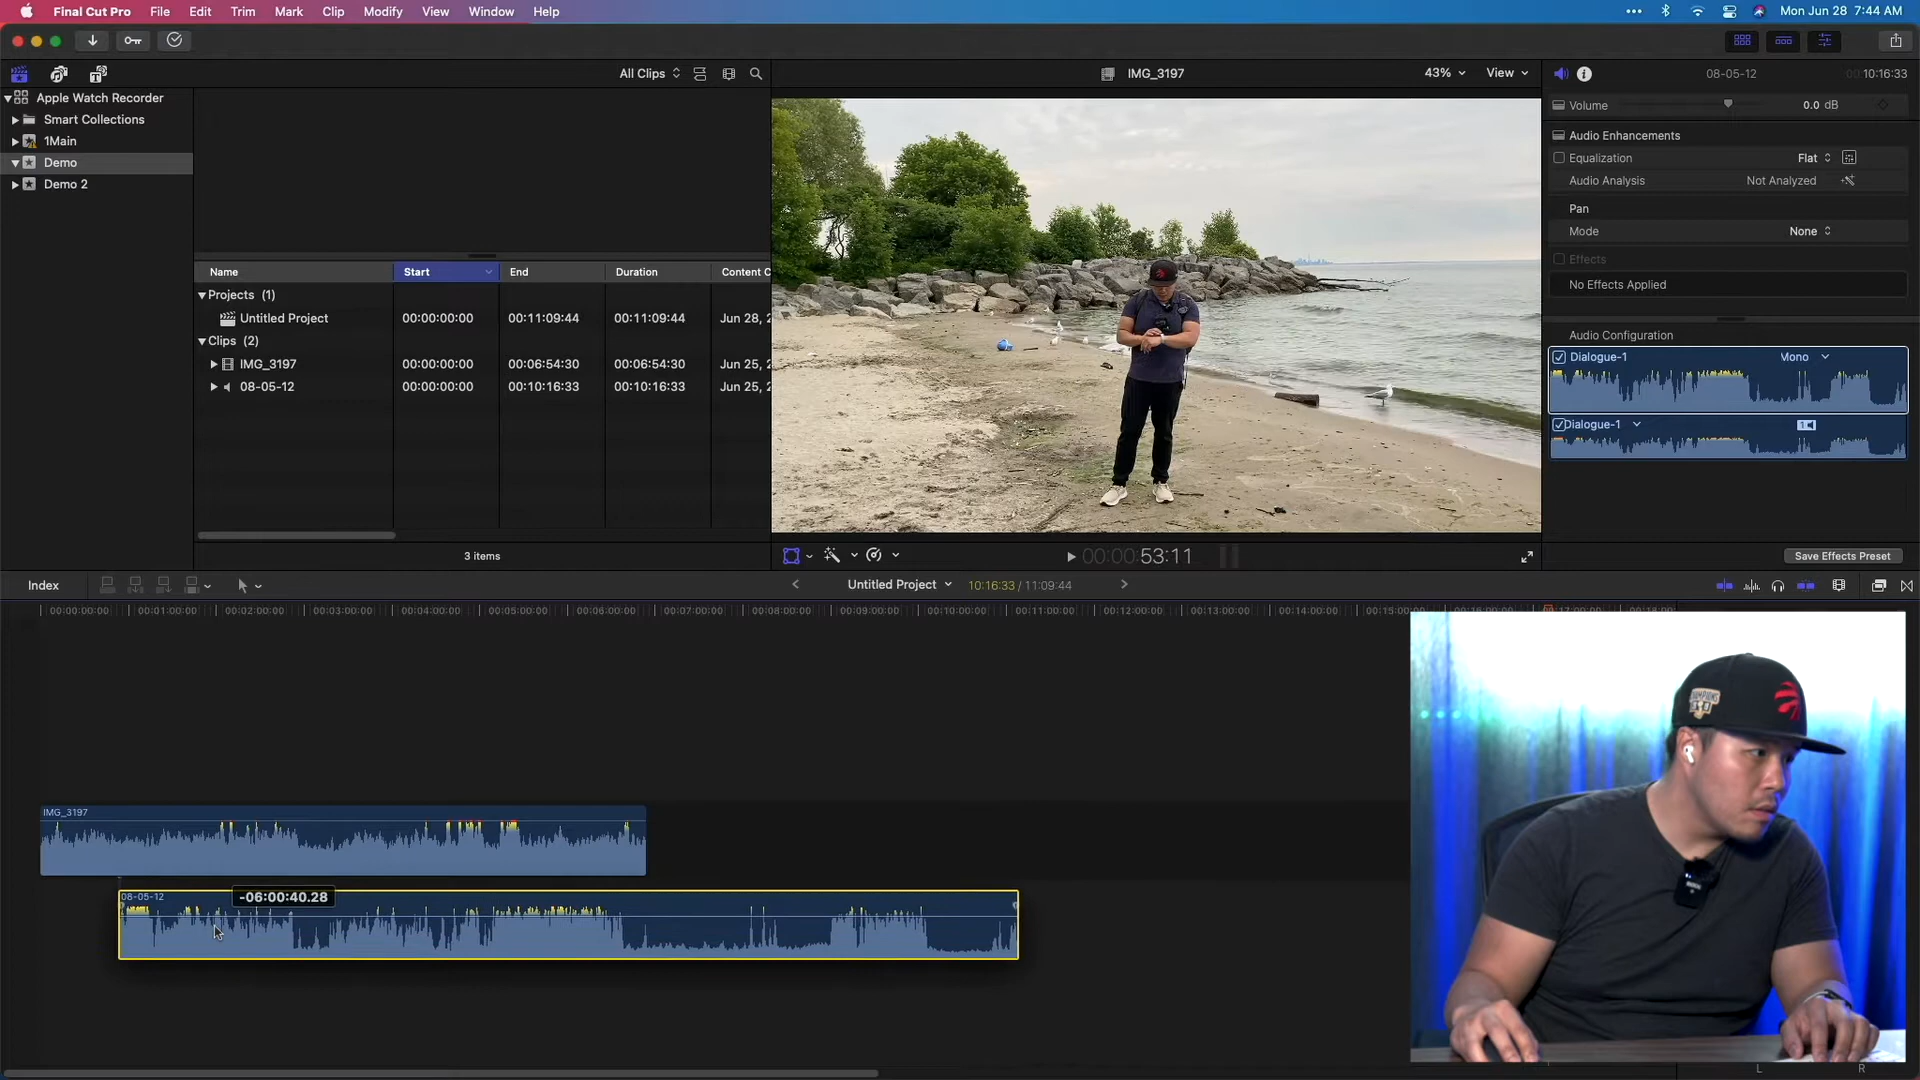 Final Cut Pro File Edit Trim Mark Clip Modify View Window Help
Mon Jun 28 7:44 AM
All Clips
IMG_3197
43%
View
08-05-12
10:16:33
Apple Watch Recorder
Smart Collections
1Main
Demo
Demo 2
Name Start End Duration Content C
Projects (1)
Untitled Project 00:00:00:00 00:11:09:44 00:11:09:44 Jun 28, 2
Clips (2)
IMG_3197 00:00:00:00 00:06:54:30 00:06:54:30 Jun 25, 2
08-05-12 00:00:00:00 00:10:16:33 00:10:16:33 Jun 25, 2
3 items
00:00:53:11
Volume 0.0 dB
Audio Enhancements
Equalization Flat
Audio Analysis Not Analyzed
Pan
Mode None
Effects
No Effects Applied
Audio Configuration
Dialogue-1 Mono
Dialogue-1 1
Save Effects Preset
Index
Untitled Project
10:16:33 / 11:09:44
00:00:00:00 00:01:00:00 00:02:00:00 00:03:00:00 00:04:00:00 00:05:00:00 00:06:00:00 00:07:00:00 00:08:00:00 00:09:00:00 00:10:00:00 00:11:00:00 00:12:00:00 00:13:00:00 00:14:00:00 00:15:00:00 00:16:00:00 00:17:00:00 00:18:00
IMG_3197
08-05-12
-06:00:40.28
CHAMPIONS
L R